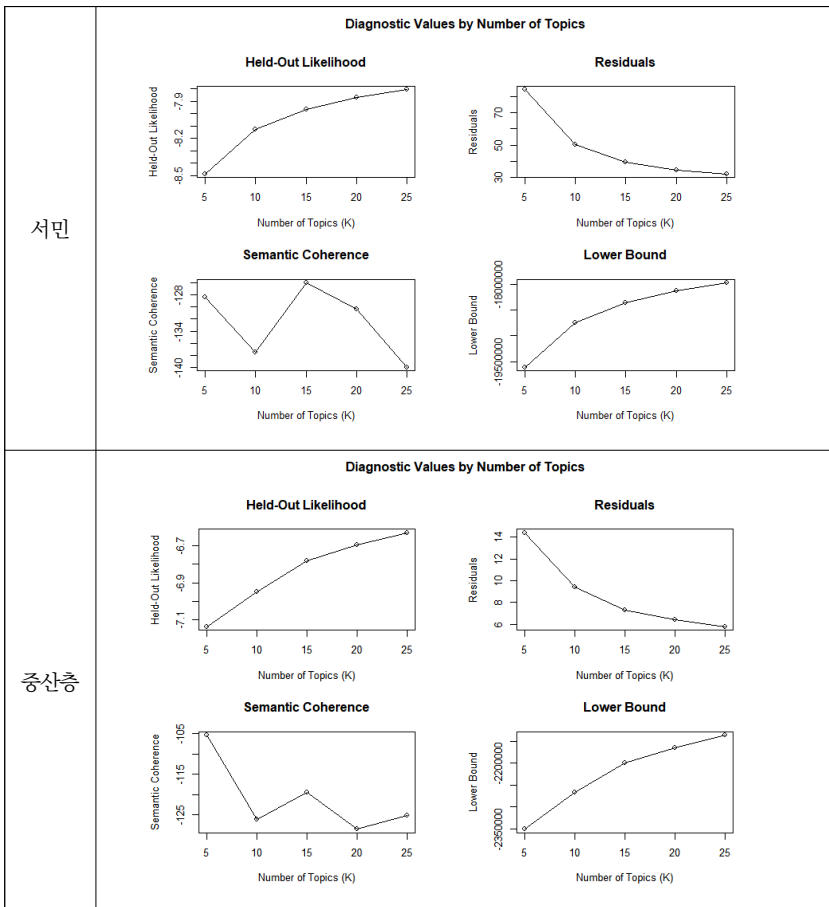 서민
Diagnostic Values by Number of Topics
Held-Out Likelihood
Held-Out Likelihood
-7.9
-8.2
-8.5
5 10 15 20 25
Number of Topics (K)
Residuals
Residuals
70
50
30
5 10 15 20 25
Number of Topics (K)
Semantic Coherence
Semantic Coherence
-128
-134
-140
5 10 15 20 25
Number of Topics (K)
Lower Bound
Lower Bound
-18000000
-19500000
5 10 15 20 25
Number of Topics (K)
중산층
Diagnostic Values by Number of Topics
Held-Out Likelihood
Held-Out Likelihood
-6.7
-6.9
-7.1
5 10 15 20 25
Number of Topics (K)
Residuals
Residuals
14
12
10
8
6
5 10 15 20 25
Number of Topics (K)
Semantic Coherence
Semantic Coherence
-105
-115
-125
5 10 15 20 25
Number of Topics (K)
Lower Bound
Lower Bound
-2200000
-2350000
5 10 15 20 25
Number of Topics (K)